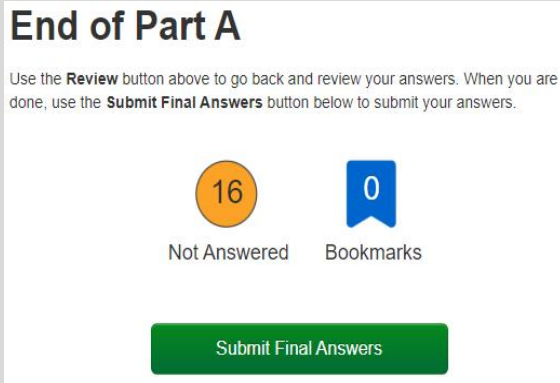 End of Part A
Use the Review button above to go back and review your answers. When you are
done, use the Submit Final Answers button below to submit your answers.
16
0
Not Answered
Bookmarks
Submit Final Answers